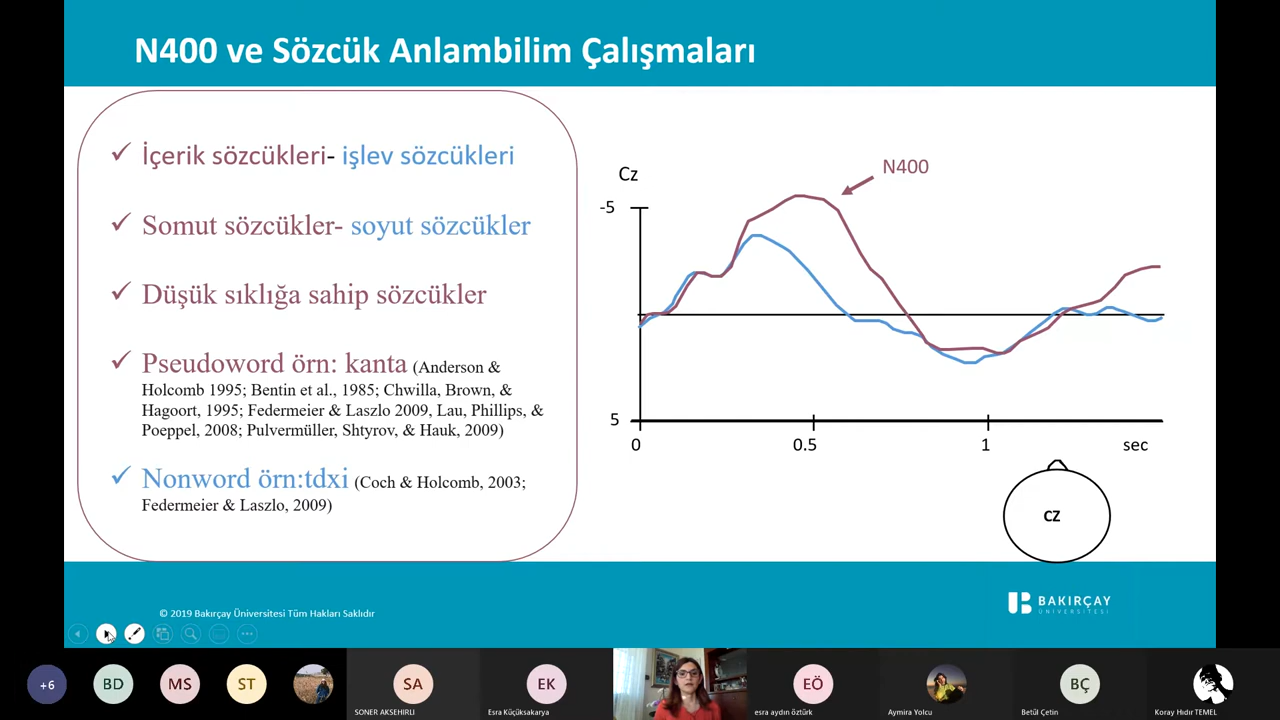 N400 ve Sözcük Anlambilim Çalışmaları
✓ İçerik sözcükleri- işlev sözcükleri
✓ Somut sözcükler- soyut sözcükler
✓ Düşük sıklığa sahip sözcükler
✓ Pseudoword örn: kanta (Anderson &
Holcomb 1995; Bentin et al., 1985; Chwilla, Brown, &
Hagoort, 1995; Federmeier & Laszlo 2009, Lau, Phillips, &
Poeppel, 2008; Pulvermüller, Shtyrov, & Hauk, 2009)
✓ Nonword örn:tdxi (Coch & Holcomb, 2003;
Federmeier & Laszlo, 2009)
Cz
N400
-5
5
0 0.5 1 sec
CZ
© 2019 Bakırçay Üniversitesi Tüm Hakları Saklıdır
BAKIRÇAY
ÜNİVERSİTESİ
+6 BD MS ST SA EK EÖ BÇ
SONER AKSEHIRLI Esra Küçüksakarya esra aydın öztürk Aymira Yolcu Betül Çetin Koray Hıdır TEMEL